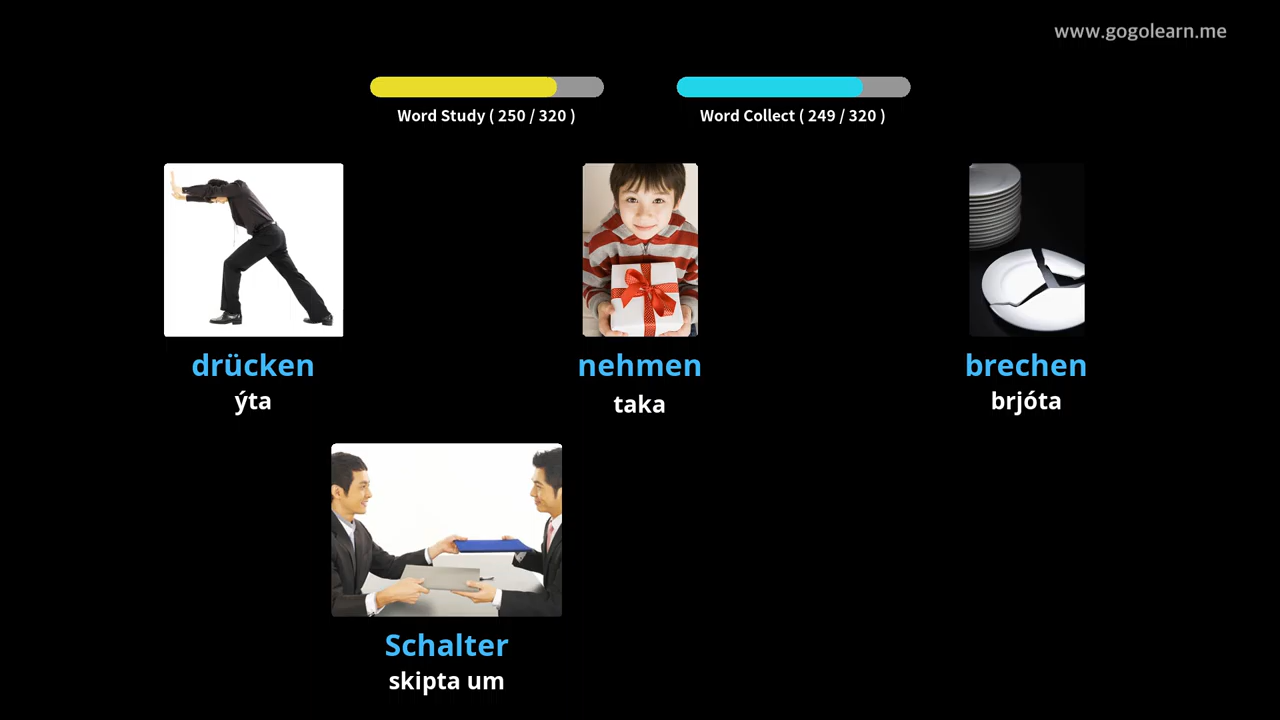 www.gogolearn.me
Word Study ( 250 / 320 )
Word Collect ( 249 / 320 )
drücken
ýta
nehmen
taka
brechen
brjóta
Schalter
skipta um